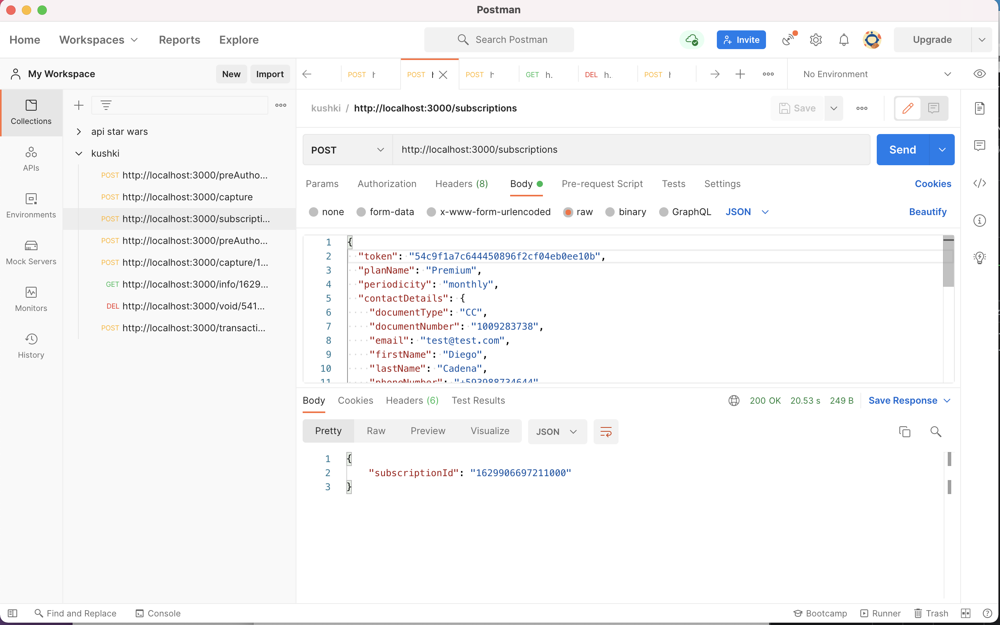 Postman
Home Workspaces Reports Explore Search Postman Invite Upgrade
My Workspace New Import POST POST POST GET h. DEL h.. POST No Environment
Collections
APIs
Environments
Mock Servers
Monitors
History
api star wars
kushki
POST http://localhost:3000/preAutho...
POST http://localhost:3000/capture
POST http://localhost:3000/subscripti...
POST http://localhost:3000/preAutho...
POST http://localhost:3000/capture/1...
GET http://localhost:3000/info/1629...
DEL http://localhost:3000/void/541...
POST http://localhost:3000/transacti...
kushki / http://localhost:3000/subscriptions Save
POST http://localhost:3000/subscriptions Send
Params Authorization Headers (8) Body Pre-request Script Tests Settings Cookies
none form-data x-www-form-urlencoded raw binary GraphQL JSON Beautify
1 {
2 "token": "54c9f1a7c644450896f2cf04eb0ee10b",
3 "planName": "Premium",
4 "periodicity": "monthly",
5 "contactDetails": {
6 "documentType": "CC",
7 "documentNumber": "1009283738",
8 "email": "test@test.com",
9 "firstName": "Diego",
10 "lastName": "Cadena",
11 "phoneNumber": "+593988734644"
Body Cookies Headers (6) Test Results 200 OK 20.53 s 249 B Save Response
Pretty Raw Preview Visualize JSON
1 {
2 "subscriptionId": "1629906697211000"
3 }
Find and Replace Console Bootcamp Runner Trash